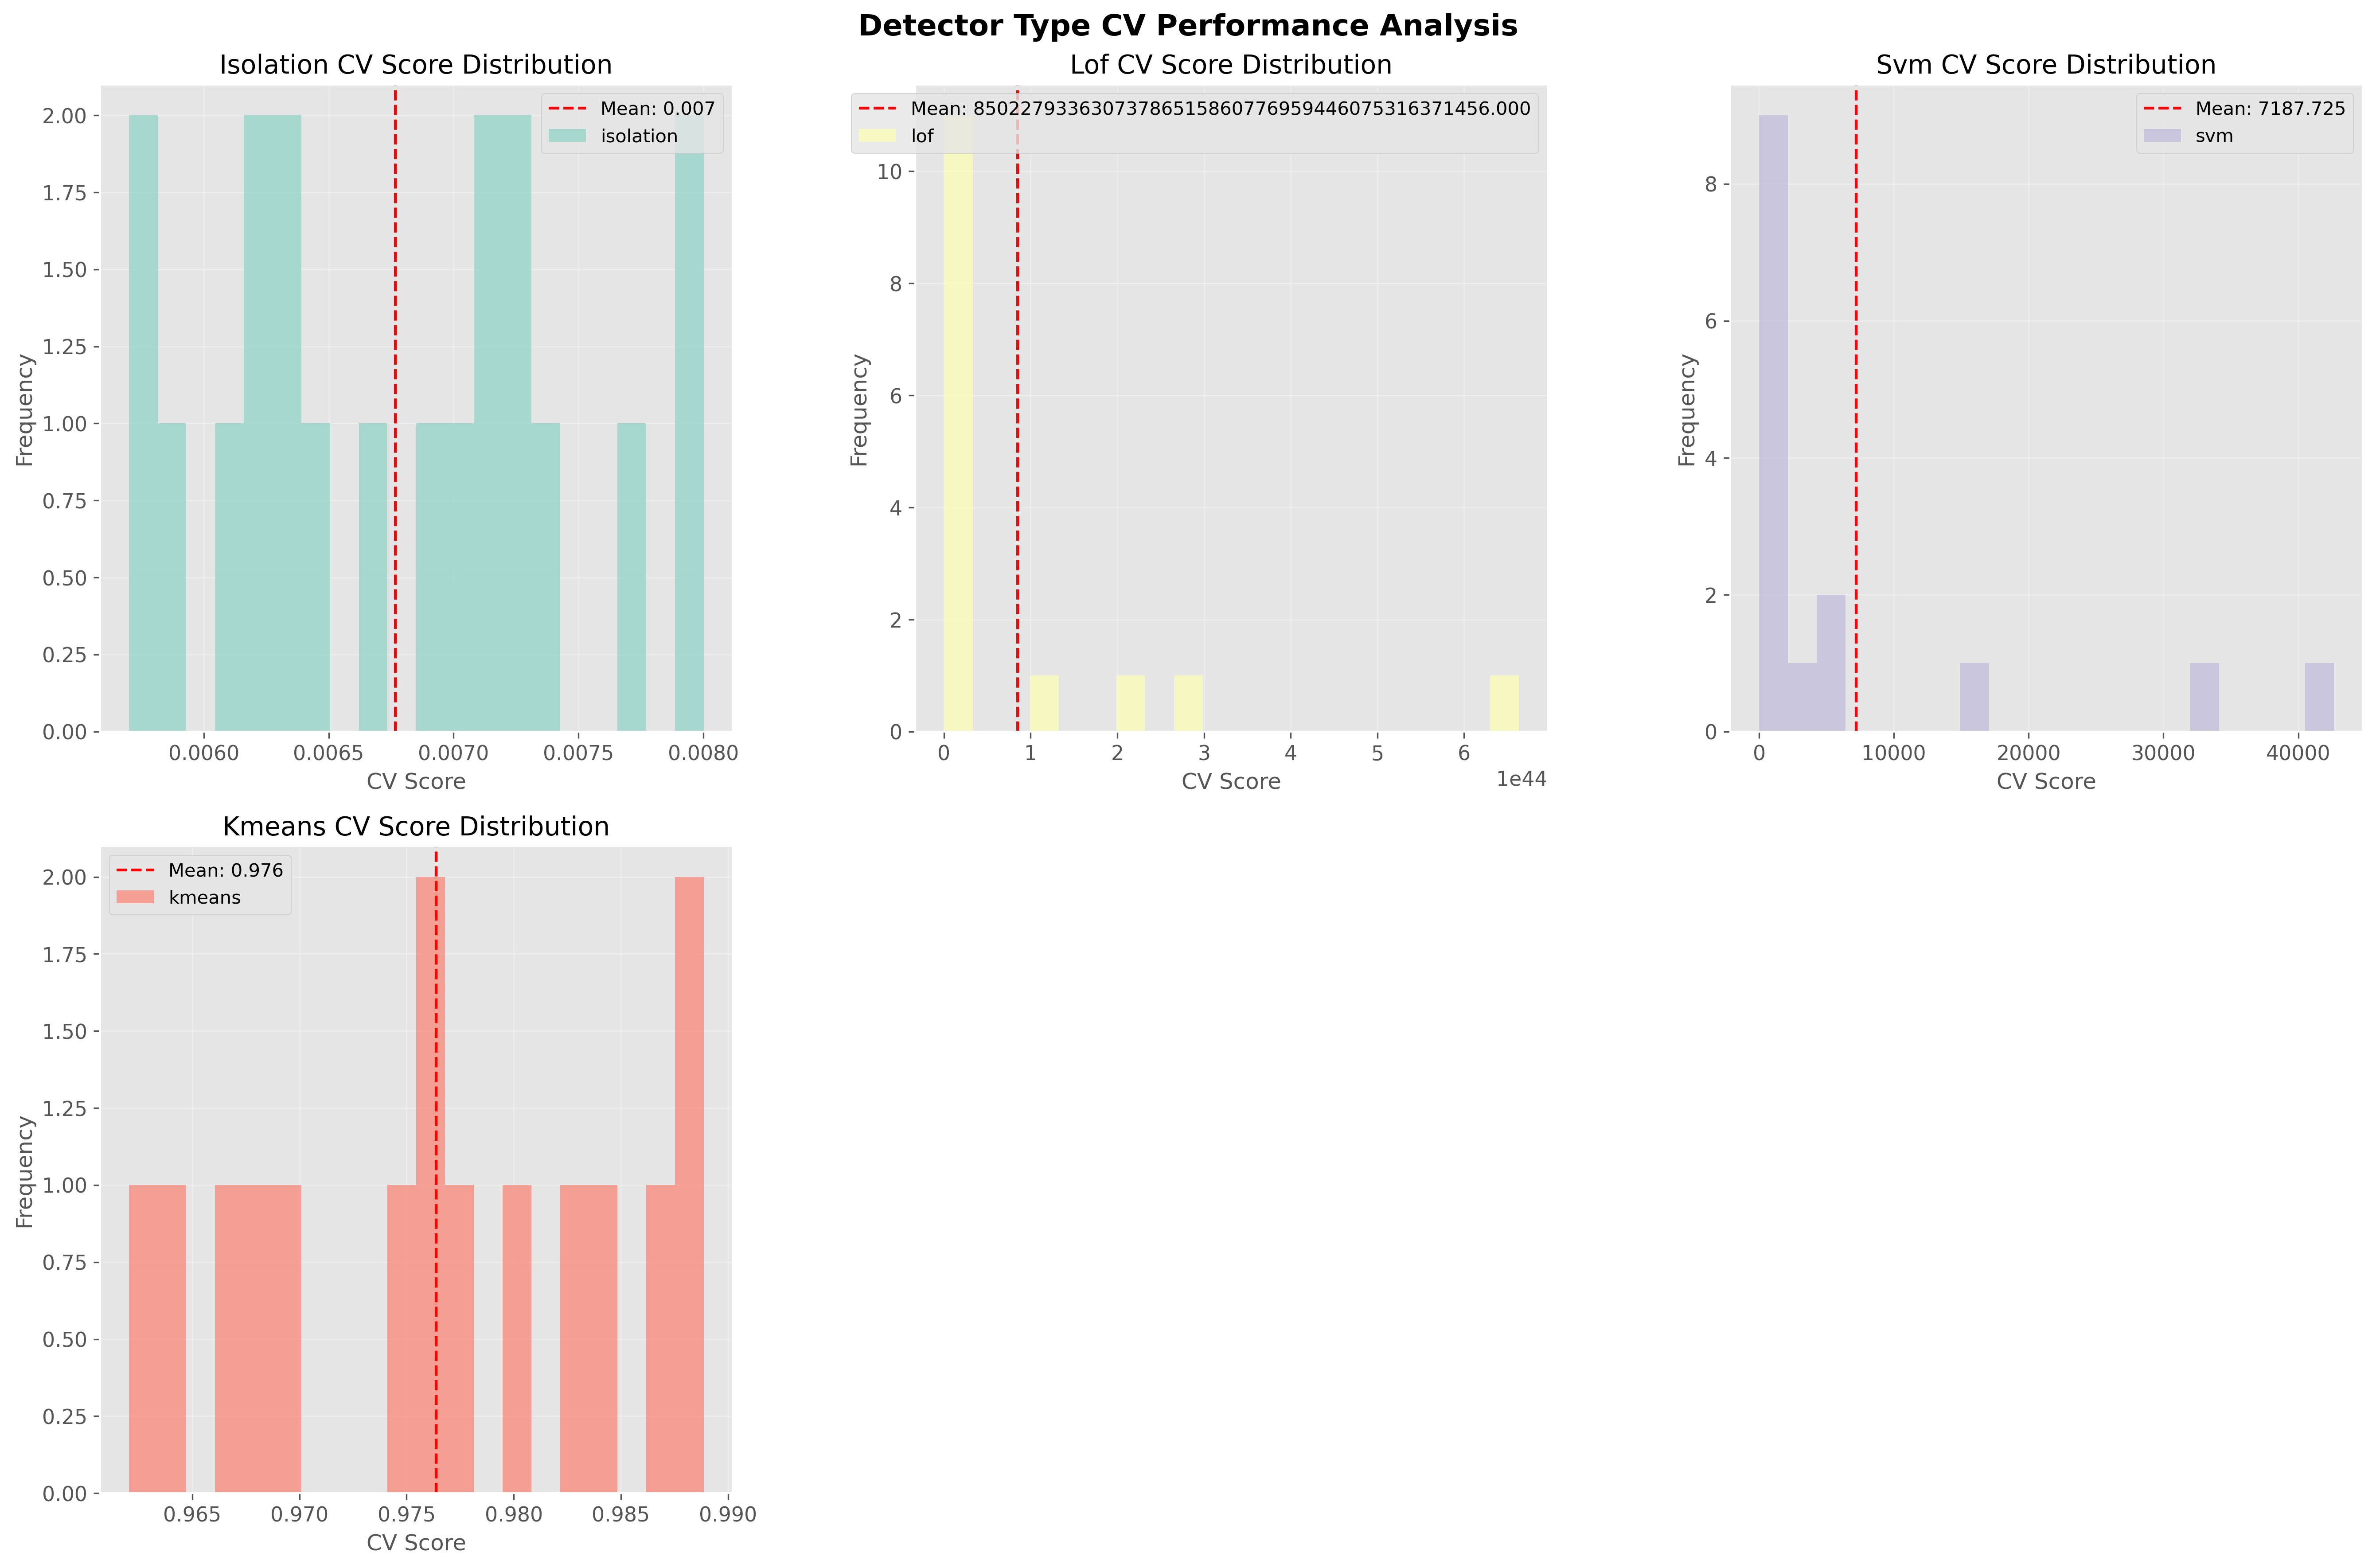 Detector Type CV Performance Analysis
Isolation CV Score Distribution
Mean: 0.007
isolation
Frequency
2.00
1.75
1.50
1.25
1.00
0.75
0.50
0.25
0.00
0.0060 0.0065 0.0070 0.0075 0.0080
CV Score
Lof CV Score Distribution
Mean: 85022793363073786515860776959446075316371456.000
lof
Frequency
10
8
6
4
2
0
0 1 2 3 4 5 6
1e44
CV Score
Svm CV Score Distribution
Mean: 7187.725
svm
Frequency
8
6
4
2
0
0 10000 20000 30000 40000
CV Score
Kmeans CV Score Distribution
Mean: 0.976
kmeans
Frequency
2.00
1.75
1.50
1.25
1.00
0.75
0.50
0.25
0.00
0.965 0.970 0.975 0.980 0.985 0.990
CV Score